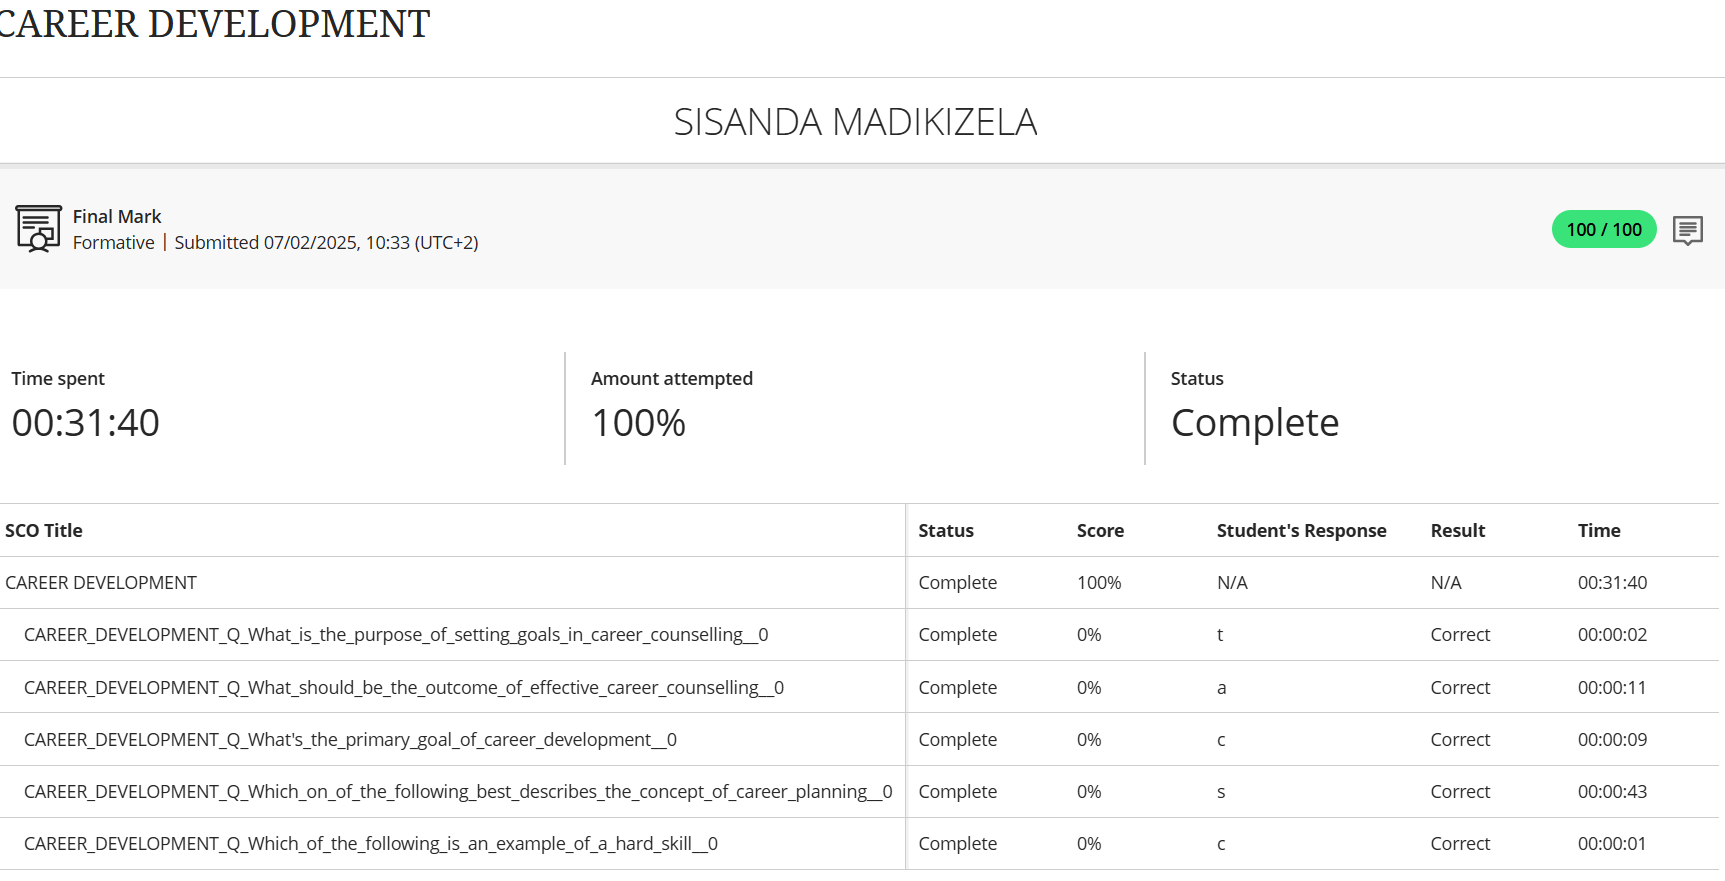 CAREER DEVELOPMENT
SISANDA MADIKIZELA
Final Mark
Formative | Submitted 07/02/2025, 10:33 (UTC+2)
100 / 100
Time spent
00:31:40
Amount attempted
100%
Status
Complete
SCO Title Status Score Student's Response Result Time
CAREER DEVELOPMENT Complete 100% N/A N/A 00:31:40
CAREER_DEVELOPMENT_Q_What_is_the_purpose_of_setting_goals_in_career_counselling__0 Complete 0% t Correct 00:00:02
CAREER_DEVELOPMENT_Q_What_should_be_the_outcome_of_effective_career_counselling__0 Complete 0% a Correct 00:00:11
CAREER_DEVELOPMENT_Q_What's_the_primary_goal_of_career_development__0 Complete 0% c Correct 00:00:09
CAREER_DEVELOPMENT_Q_Which_on_of_the_following_best_describes_the_concept_of_career_planning__0 Complete 0% s Correct 00:00:43
CAREER_DEVELOPMENT_Q_Which_of_the_following_is_an_example_of_a_hard_skill__0 Complete 0% c Correct 00:00:01